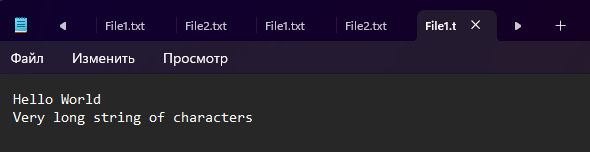 File1.txt File2.txt File1.txt File2.txt File1.t
Файл Изменить Просмотр
Hello World
Very long string of characters